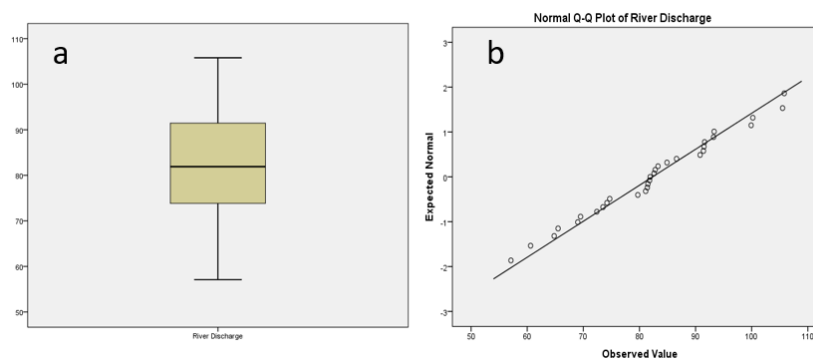 a
110
100
90
80
70
60
50
River Discharge
Normal Q-Q Plot of River Discharge
b
Expected Normal
3
2
1
0
-1
-2
-3
50 60 70 80 90 100 110
Observed Value